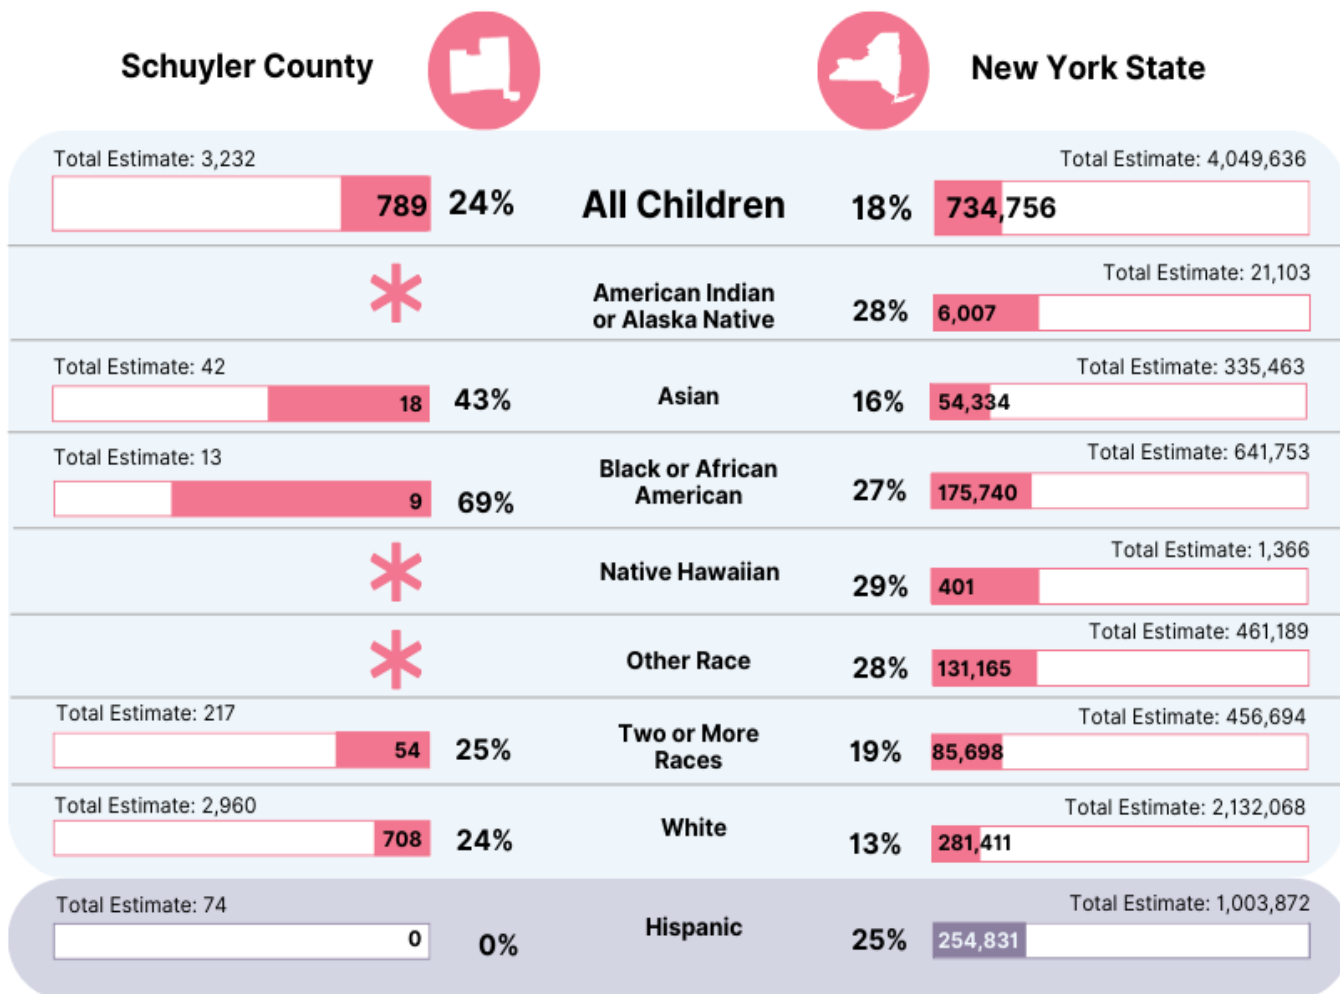 Schuyler County
New York State
Total Estimate: 3,232
Total Estimate: 4,049,636
789 24% All Children 18% 734,756
Total Estimate: 21,103
* American Indian
or Alaska Native 28% 6,007
Total Estimate: 42
Total Estimate: 335,463
18 43% Asian 16% 54,334
Total Estimate: 13
Total Estimate: 641,753
9 69% Black or African
American 27% 175,740
Total Estimate: 1,366
* Native Hawaiian 29% 401
Total Estimate: 461,189
* Other Race 28% 131,165
Total Estimate: 217
Total Estimate: 456,694
54 25% Two or More
Races 19% 85,698
Total Estimate: 2,960
Total Estimate: 2,132,068
708 24% White 13% 281,411
Total Estimate: 74
Total Estimate: 1,003,872
0 0% Hispanic 25% 254,831